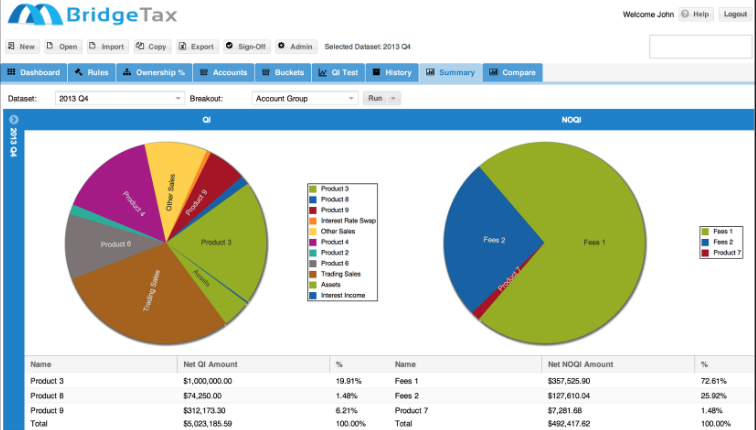 BridgeTax
Welcome John Help Logout
New Open Import Copy Export Sign-Off Admin Selected Dataset: 2013 Q4
Dashboard Rules Ownership % Accounts Buckets QI Test History Summary Compare
Dataset: 2013 Q4 Breakout: Account Group Run
2013 Q4
QI
Other Sales
Product 9
Product 4
Product 3
Product 6
Assets
Trading Sales
Product 3
Product 8
Product 9
Interest Rate Swap
Other Sales
Product 4
Product 2
Product 6
Trading Sales
Assets
Interest Income
NOQI
Fees 1
Fees 2
Product 7
Fees 1
Fees 2
Product 7
Name Net QI Amount % Name Net NOQI Amount %
Product 3 $1,000,000.00 19.91% Fees 1 $357,525.90 72.61%
Product 8 $74,250.00 1.48% Fees 2 $127,610.04 25.92%
Product 9 $312,173.30 6.21% Product 7 $7,281.68 1.48%
Total $5,023,185.59 100.00% Total $492,417.62 100.00%